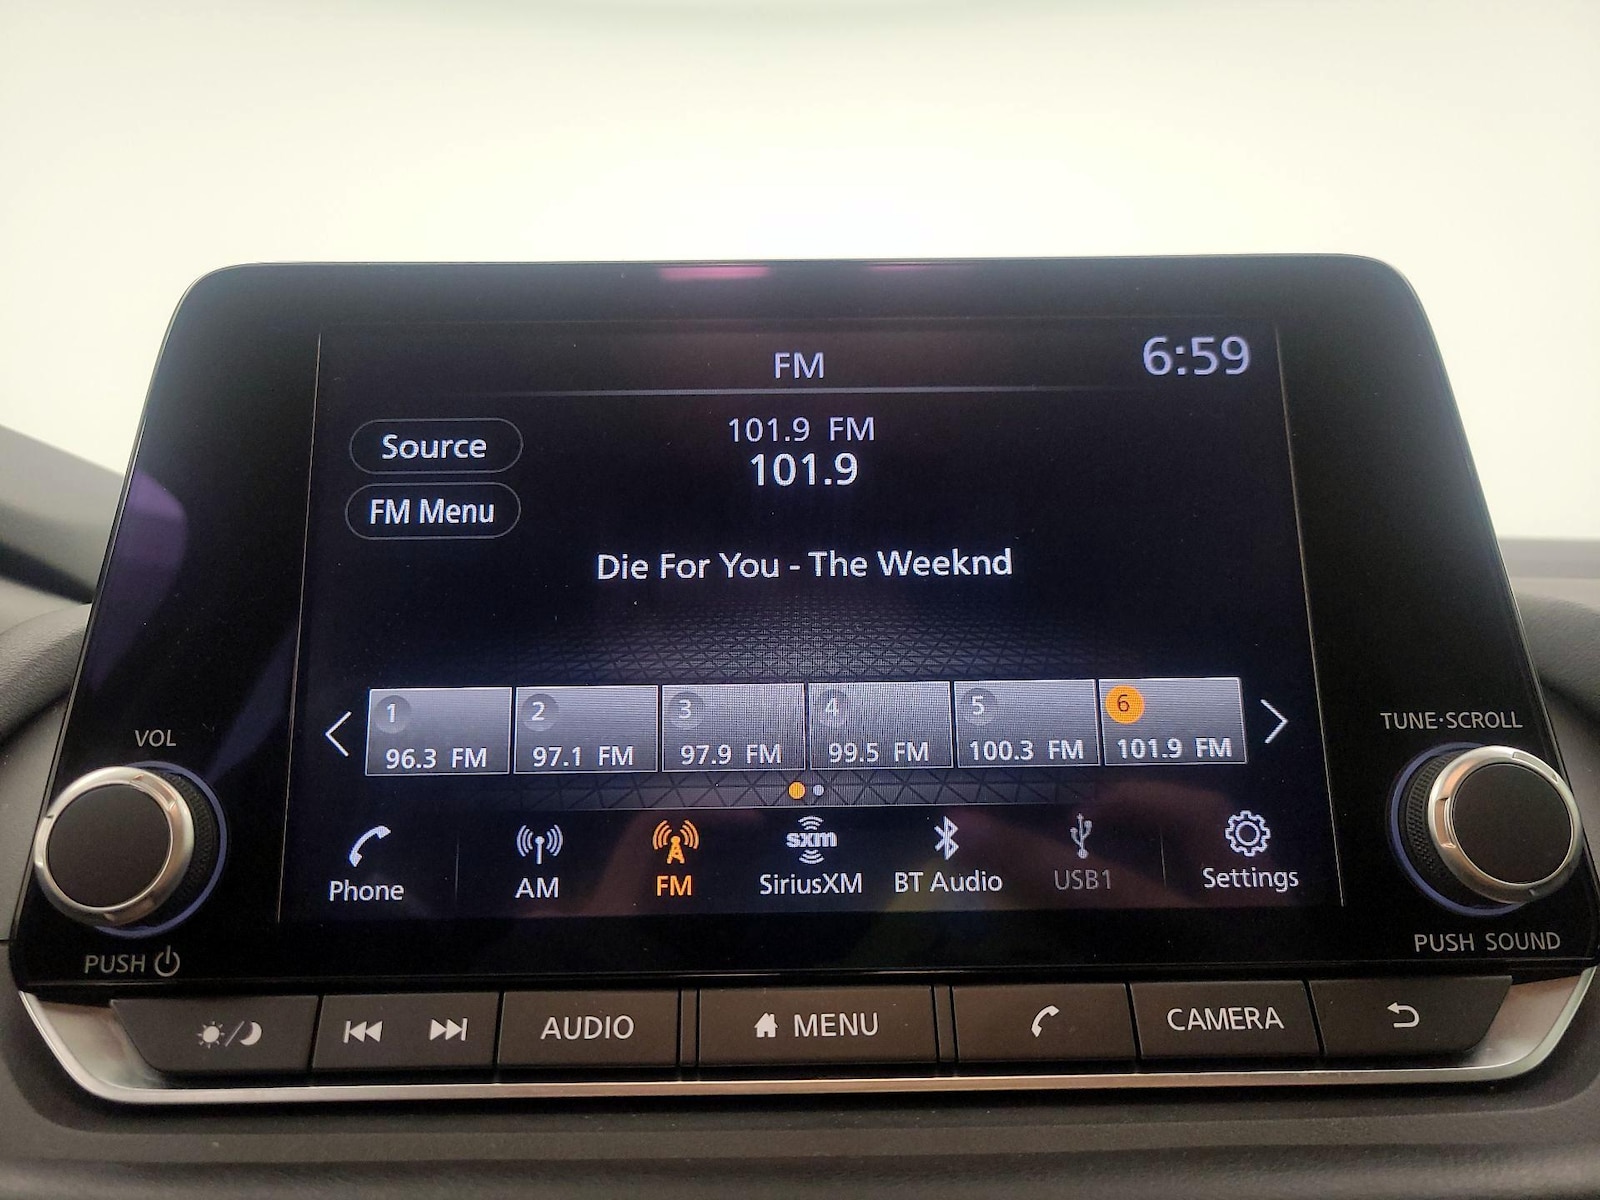 FM
6:59
Source
101.9 FM
101.9
FM Menu
Die For You - The Weeknd
1
2
3
4
5
6
96.3 FM
97.1 FM
97.9 FM
99.5 FM
100.3 FM
101.9 FM
VOL
TUNE·SCROLL
sxm
Phone
AM
FM
SiriusXM
BT Audio
USB1
Settings
PUSH
PUSH SOUND
AUDIO
MENU
CAMERA